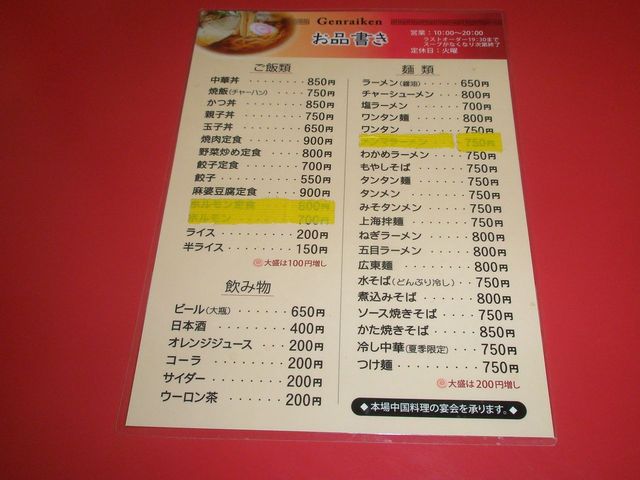 Genraiken
お品書き
営業：10:00〜20:00
ラストオーダー19:30まで
スープがなくなり次第終了
定休日：火曜
ご飯類
中華丼 ········ 850円
焼飯(チャーハン) ···· 750円
かつ丼 ········ 850円
親子丼 ········ 750円
玉子丼 ········ 650円
焼肉定食 ······· 900円
野菜炒め定食 ····· 800円
餃子定食 ······· 700円
餃子 ········· 550円
麻婆豆腐定食 ····· 900円
ホルモン定食 ····· 800円
ホルモン ······· 700円
ライス ········ 200円
半ライス ······· 150円
◎大盛は100円増し
飲み物
ビール(大瓶) ····· 650円
日本酒 ········ 400円
オレンジジュース ··· 200円
コーラ ········ 200円
サイダー ······· 200円
ウーロン茶 ······ 200円
麺類
ラーメン(醤油) ···· 650円
チャーシューメン ··· 800円
塩ラーメン ······ 700円
ワンタン麺 ······ 800円
ワンタン ······· 750円
メンマラーメン ···· 750円
わかめラーメン ···· 750円
もやしそば ······ 750円
タンタン麺 ······ 750円
タンメン ······· 750円
みそタンメン ····· 750円
上海拌麺 ······· 750円
ねぎラーメン ····· 800円
五目ラーメン ····· 800円
広東麺 ········ 800円
水そば(どんぶり冷し) ·· 750円
煮込みそば ······ 800円
ソース焼きそば ···· 750円
かた焼きそば ····· 850円
冷し中華(夏季限定) ··· 750円
つけ麺 ········ 750円
◎大盛は200円増し
◆本場中国料理の宴会を承ります。◆